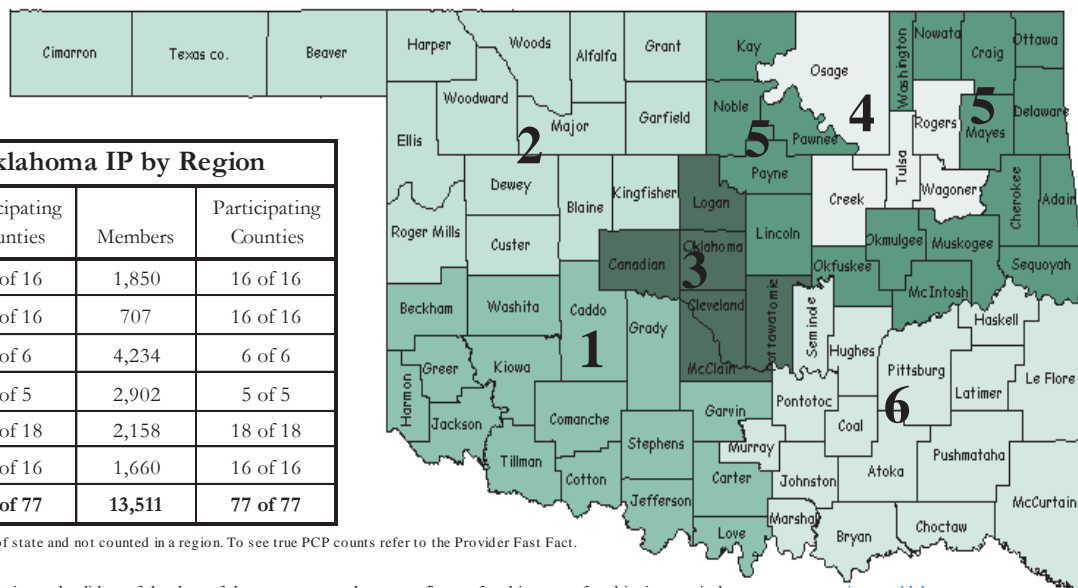 klahoma IP by Region
cipating unties Members Participating Counties
of 16 1,850 16 of 16
of 16 707 16 of 16
of 6 4,234 6 of 6
of 5 2,902 5 of 5
of 18 2,158 18 of 18
of 16 1,660 16 of 16
of 77 13,511 77 of 77
of state and not counted in a region. To see true PCP counts refer to the Provider Fast Fact.
Cimarron Texas co. Beaver Harper Woods Alfalfa Grant Kay Osage Washington Nowata Craig Ottawa
Ellis Woodward Major Garfield Noble Pawnee Rogers Mayes Delaware
2 5 4 5
Roger Mills Dewey Blaine Kingfisher Logan Payne Creek Tulsa Wagoner Cherokee Adair
Custer Canadian Oklahoma Lincoln Okfuskee Okmulgee Muskogee Sequoyah
3
Beckham Washita Caddo Grady Cleveland ottawatomie Seminole Hughes McIntosh Haskell
1
Harmon Greer Kiowa McClain Pontotoc Pittsburg Latimer Le Flore
6
Jackson Comanche Stephens Garvin Murray Coal Atoka Pushmataha
Tillman Cotton Jefferson Carter Johnston McCurtain
Love Marsha Bryan Choctaw